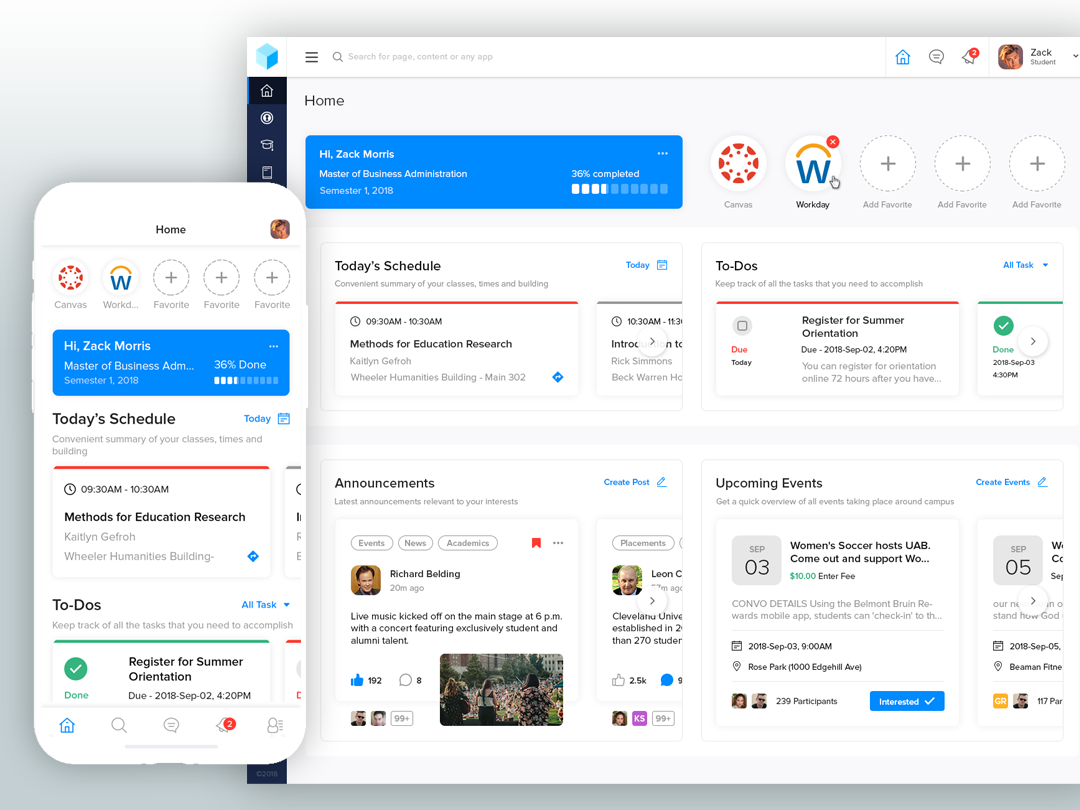 Search for page, content or any app
2
Zack
Student
Home
Hi, Zack Morris
Master of Business Administration
Semester 1, 2018
36% completed
Canvas
W
Workday
Add Favorite
Add Favorite
Add Favorite
Today's Schedule
Today
Convenient summary of your classes, times and building
09:30AM - 10:30AM
Methods for Education Research
Kaitlyn Gefroh
Wheeler Humanities Building - Main 302
10:30AM - 11:3
Rick Simmons
Beck Warren Ho
To-Dos
All Task
Keep track of all the tasks that you need to accomplish
Due
Today
Register for Summer
Orientation
Due - 2018-Sep-02, 4:20PM
You can register for orientation
online 72 hours after you have...
Done
2018-Sep-03
4:30PM
Announcements
Create Post
Latest announcements relevant to your interests
Events
News
Academics
Richard Belding
20m ago
Live music kicked off on the main stage at 6 p.m.
with a concert featuring exclusively student and
alumni talent.
192
8
99+
Placements
Leon C
m ago
Cleveland Unive
established in 2
than 270 studen
2.5k
9
KS
99+
Upcoming Events
Create Events
Get a quick overview of all events taking place around campus
SEP
03
Women's Soccer hosts UAB.
Come out and support Wo...
$10.00 Enter Fee
CONVO DETAILS Using the Belmont Bruin Re-
wards mobile app, students can 'check-in' to th...
2018-Sep-03, 9:00AM
Rose Park (1000 Edgehill Ave)
239 Participants
Interested
SEP
05
Wo
Co
Sep
our ne
stand how God
2018-Sep-05,
Beaman Fitne
GR
117 Par
©2018
Home
Canvas
W
Workd...
Favorite
Favorite
Favorite
Hi, Zack Morris
Master of Business Adm...
Semester 1, 2018
36% Done
Today's Schedule
Today
Convenient summary of your classes, times and
building
09:30AM - 10:30AM
Methods for Education Research
Kaitlyn Gefroh
Wheeler Humanities Building-
To-Dos
All Task
Keep track of all the tasks that you need to accomplish
Done
Register for Summer
Orientation
Due - 2018-Sep-02, 4:20PM
2